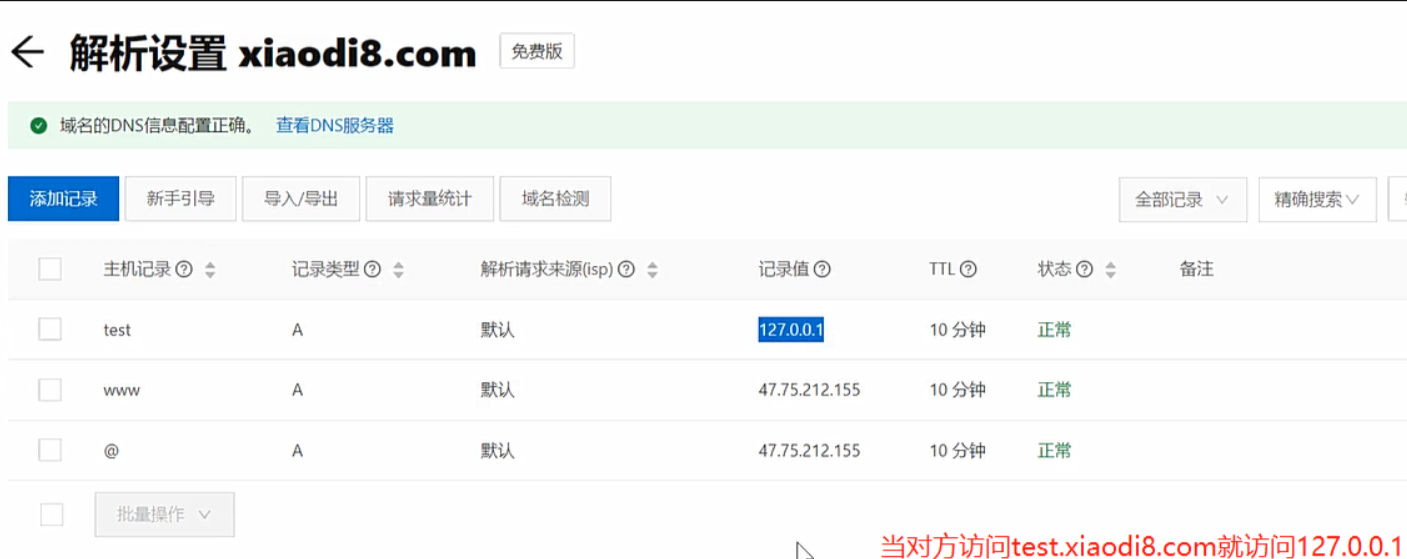 解析设置 xiaodi8.com 免费版
域名的DNS信息配置正确。 查看DNS服务器
添加记录 新手引导 导入/导出 请求量统计 域名检测 全部记录 精确搜索
主机记录 记录类型 解析请求来源(isp) 记录值 TTL 状态 备注
test A 默认 127.0.0.1 10 分钟 正常
www A 默认 47.75.212.155 10 分钟 正常
@ A 默认 47.75.212.155 10 分钟 正常
批量操作
当对方访问test.xiaodi8.com就访问127.0.0.1